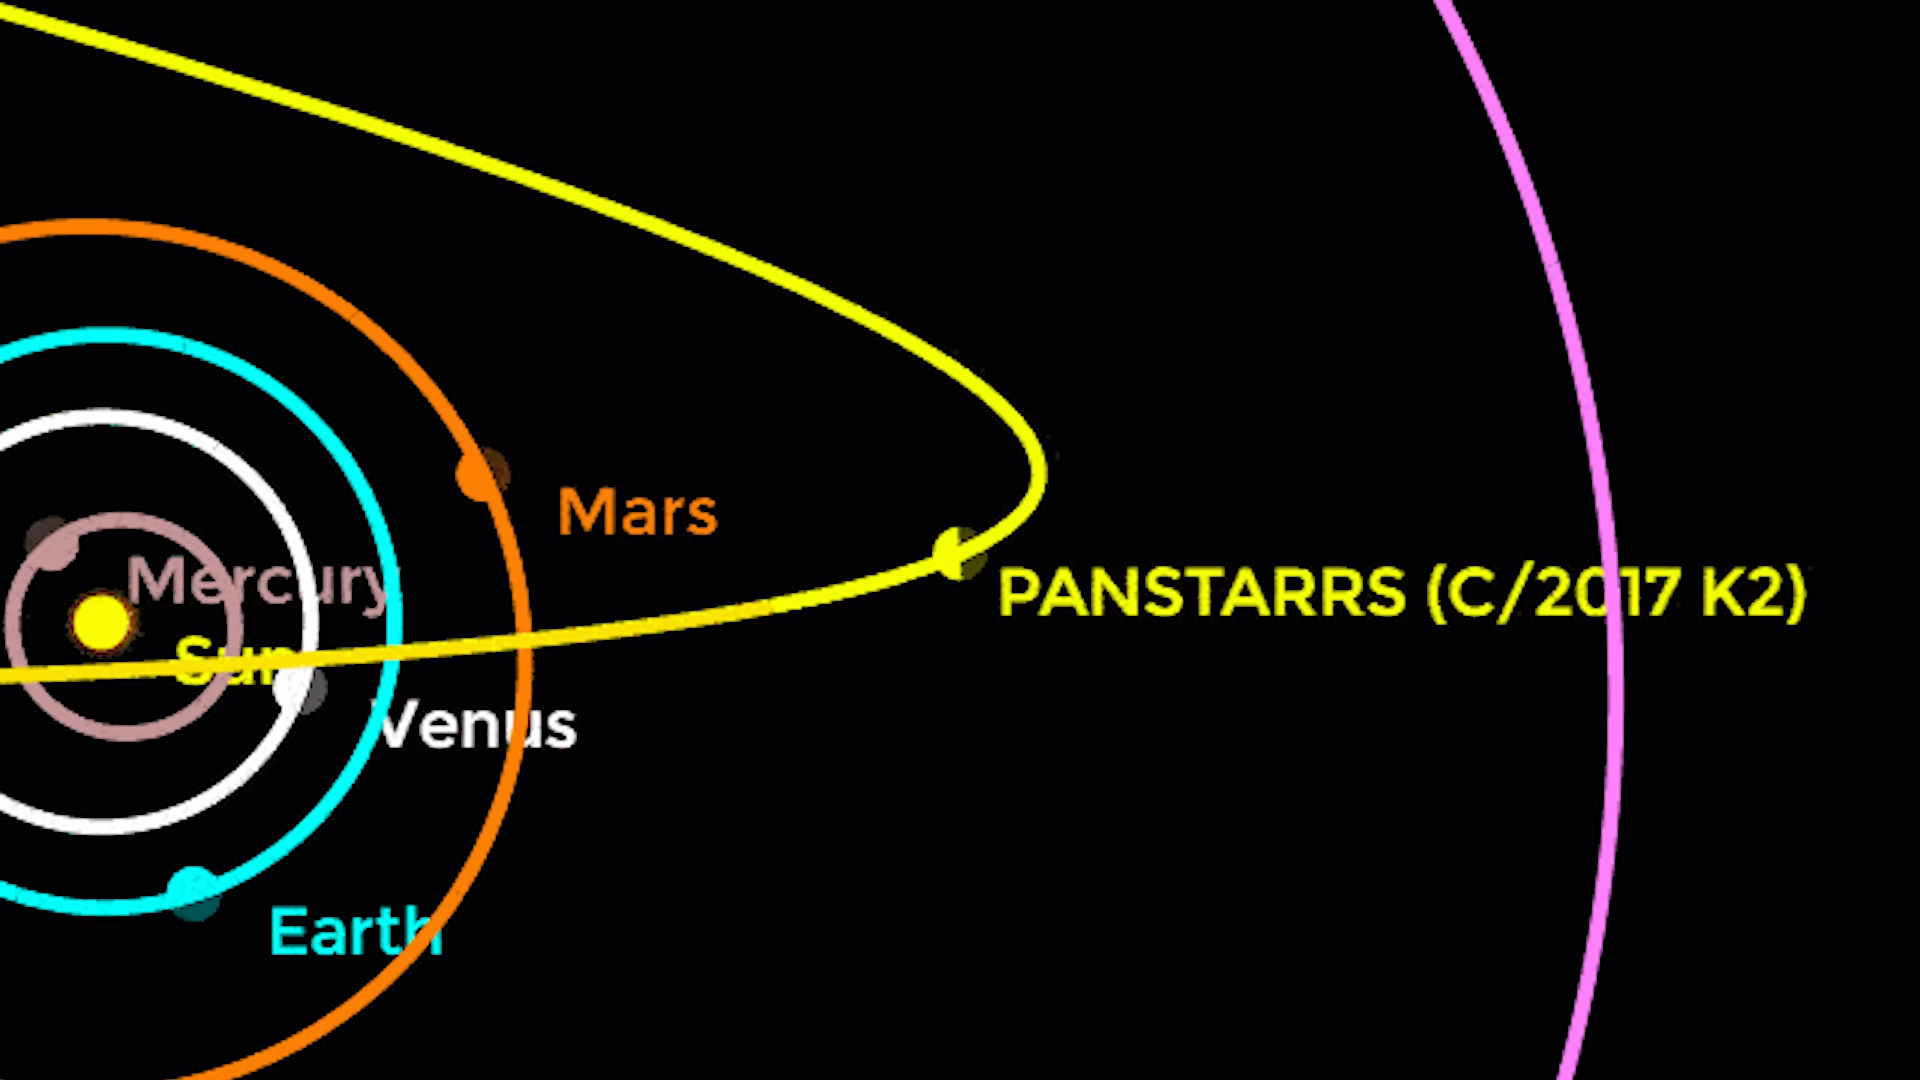 Mars
Mercury
PANSTARRS (C/2017 K2)
Sun
Venus
Earth